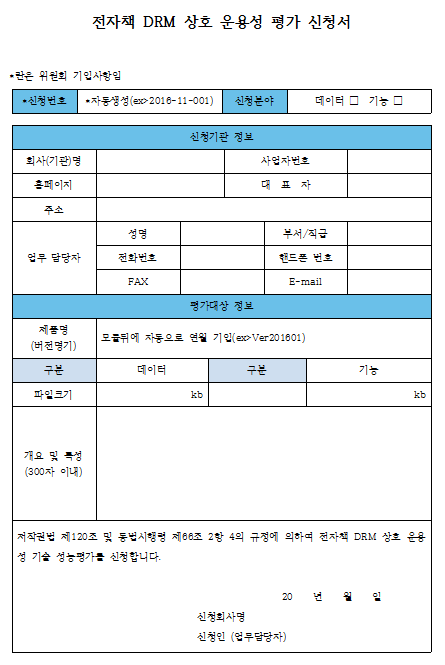 전자책 DRM 상호 운용성 평가 신청서
*란은 위원회 기입사항임
*신청번호 *자동생성(ex>2016-11-001) 신청분야 데이터 □ 기능 □
신청기관 정보
회사(기관)명 사업자번호
홈페이지 대 표 자
주소
업무 담당자
성명 부서/직급
전화번호 핸드폰 번호
FAX E-mail
평가대상 정보
제품명
(버전명기)
모듈뒤에 자동으로 연월 기입(ex>Ver201601)
구분 데이터 구분 기능
파일크기 kb kb
개요 및 특성
(300자 이내)
저작권법 제120조 및 동법시행령 제66조 2항 4의 규정에 의하여 전자책 DRM 상호 운용
성 기술 성능평가를 신청합니다.
20 년 월 일
신청회사명
신청인 (업무담당자)